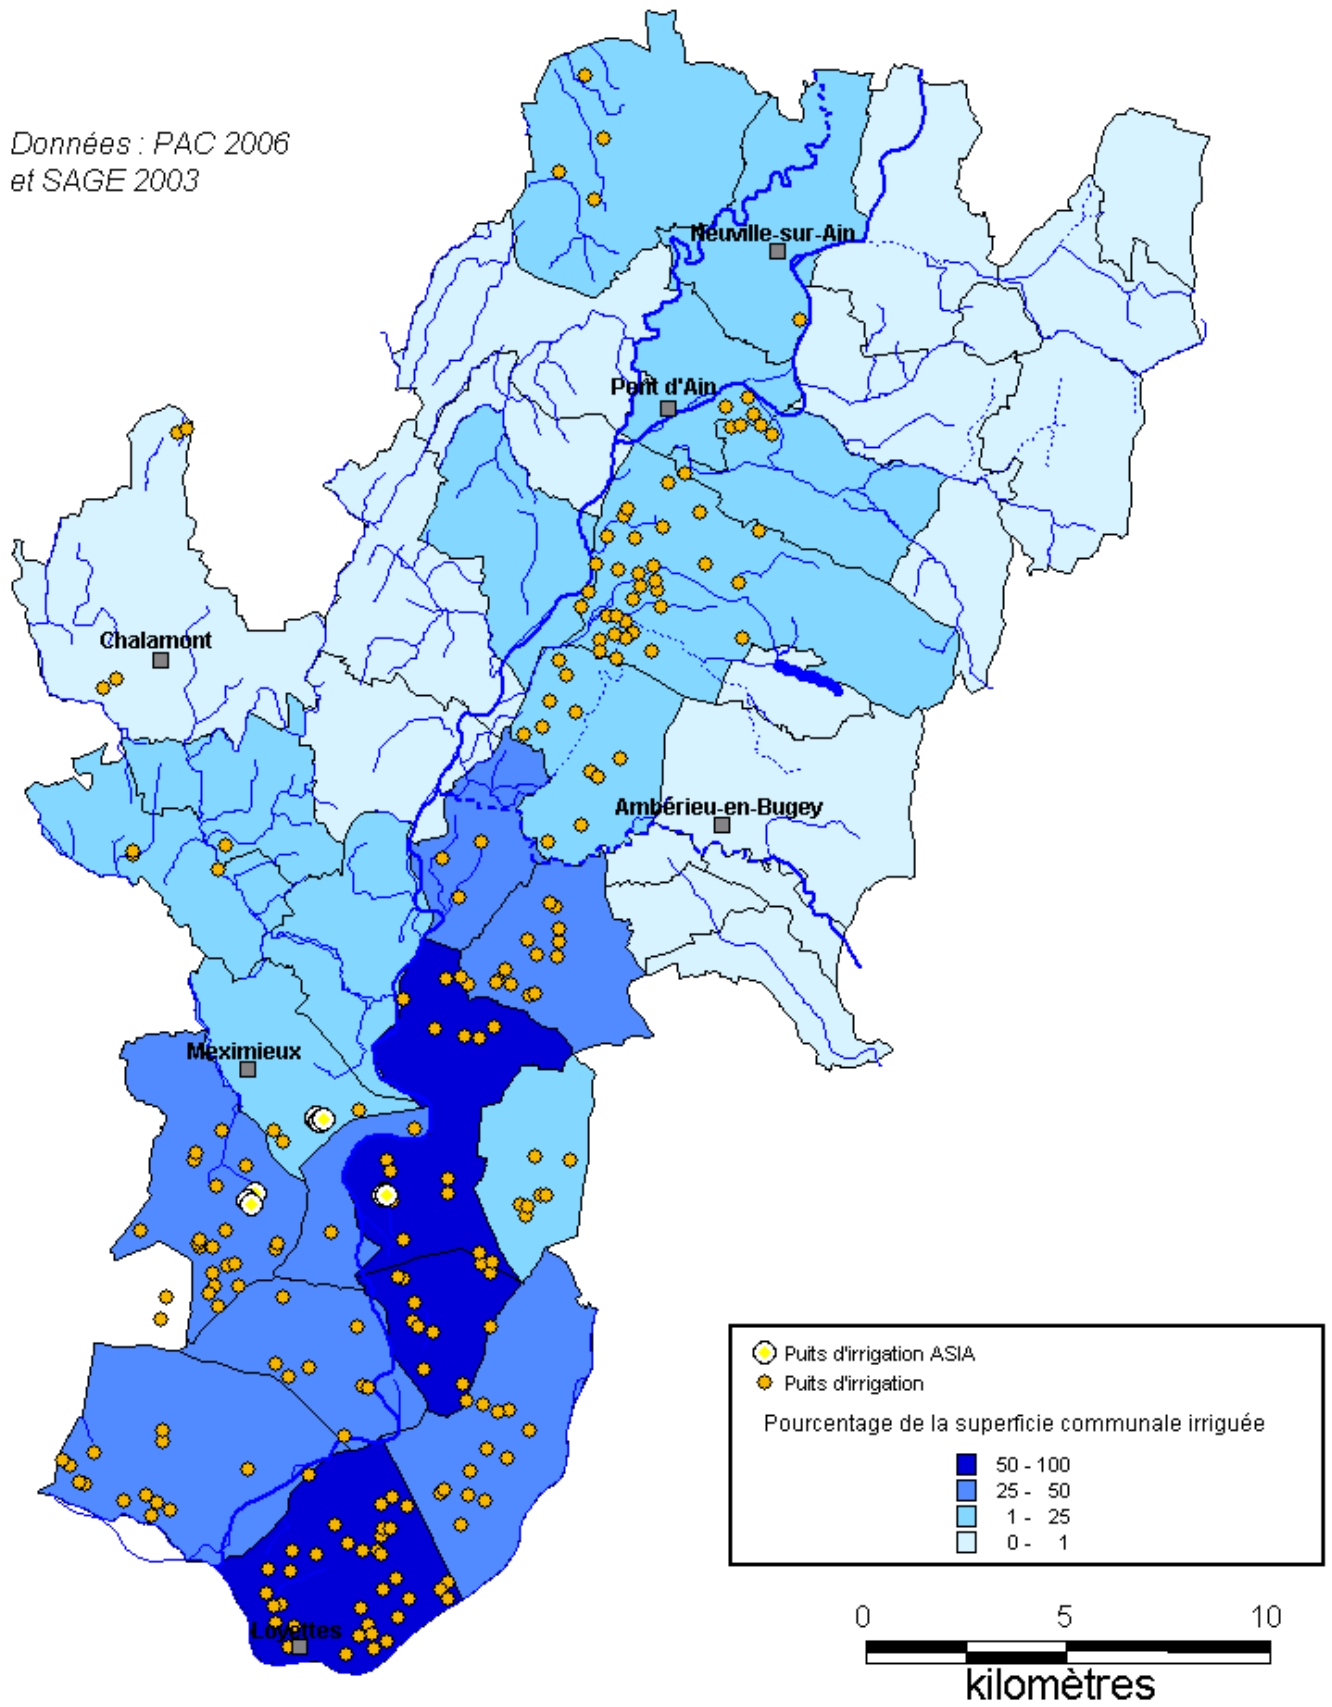 Données : PAC 2006
et SAGE 2003
Neuville-sur-Ain
Pont d'Ain
Chalamont
Ambérieu-en-Bugey
Meximieux
Loyettes
Puits d'irrigation ASIA
Puits d'irrigation
Pourcentage de la superficie communale irriguée
50 - 100
25 - 50
1 - 25
0 - 1
0 5 10
kilomètres